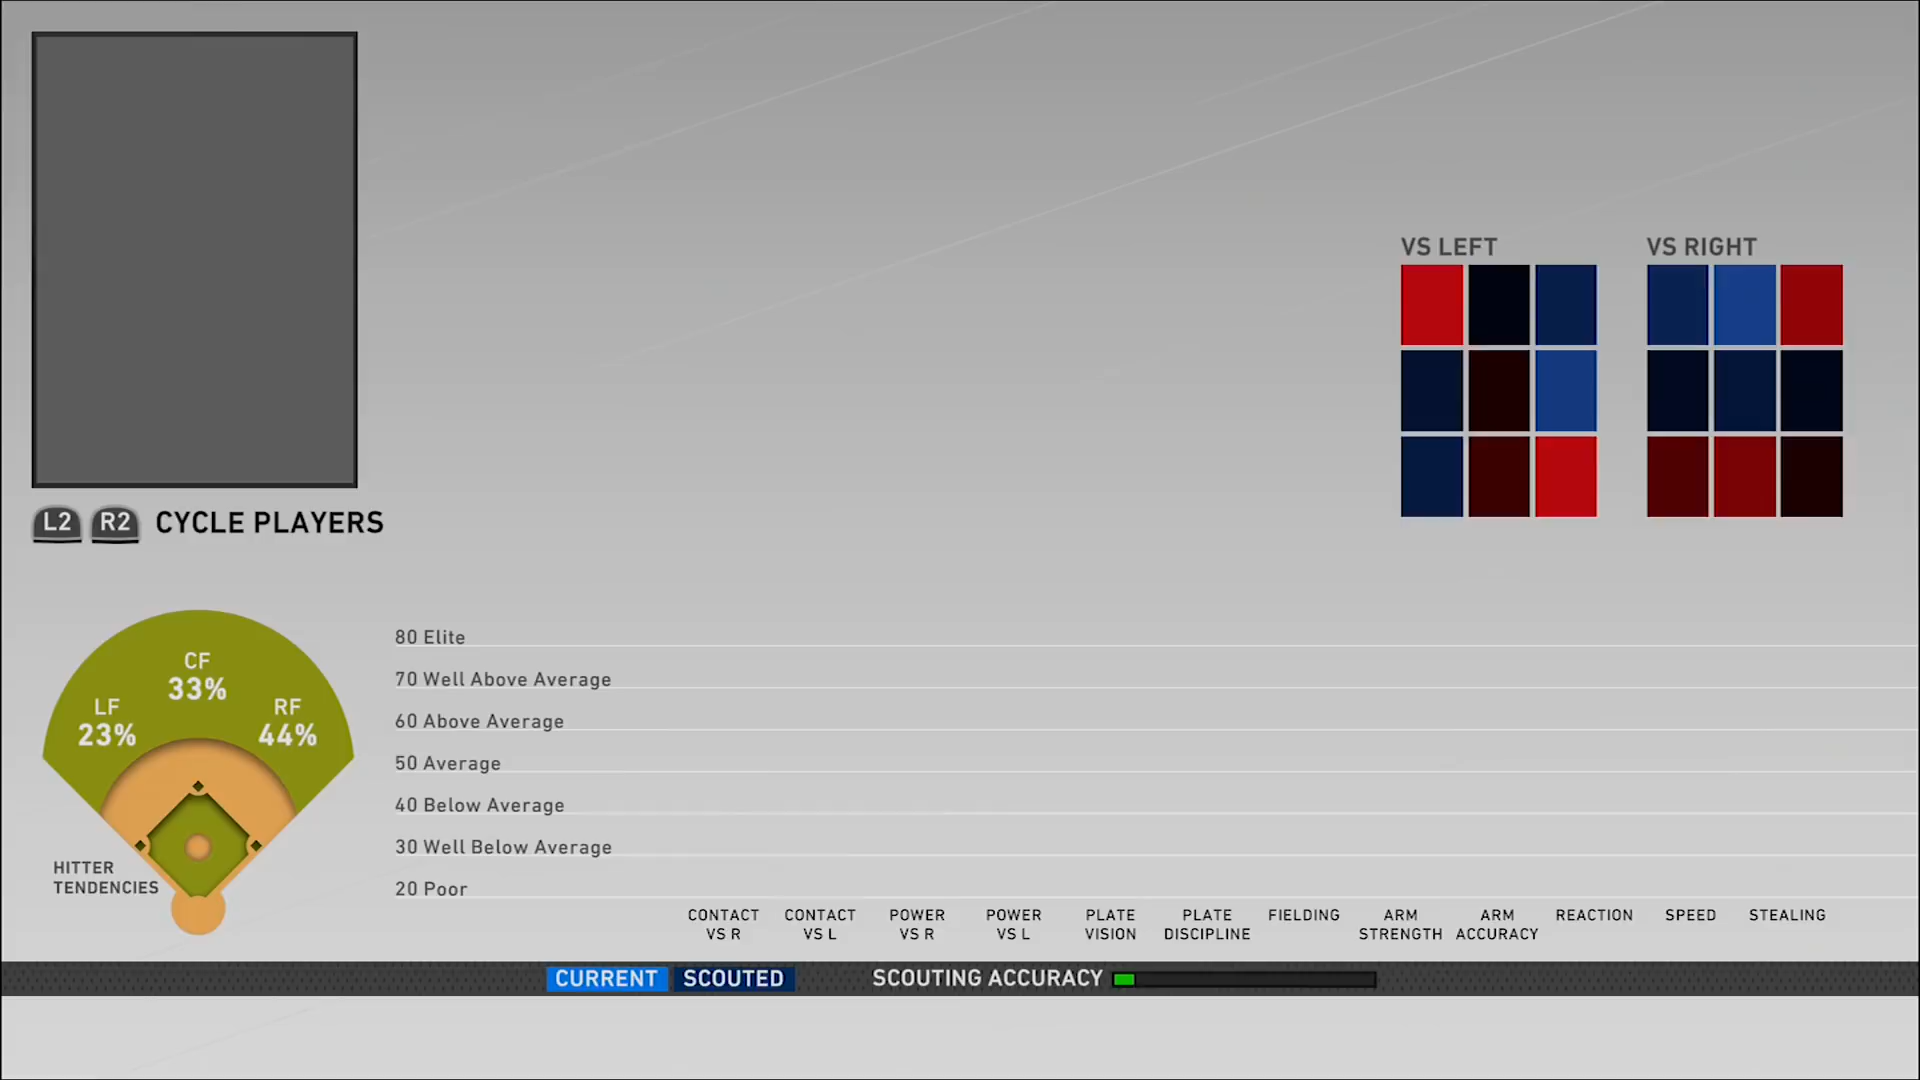 VS LEFT
VS RIGHT
L2 R2 CYCLE PLAYERS
CF
33%
LF
23%
RF
44%
HITTER
TENDENCIES
80 Elite
70 Well Above Average
60 Above Average
50 Average
40 Below Average
30 Well Below Average
20 Poor
CONTACT
VS R
CONTACT
VS L
POWER
VS R
POWER
VS L
PLATE
VISION
PLATE
DISCIPLINE
FIELDING
ARM
STRENGTH
ARM
ACCURACY
REACTION
SPEED
STEALING
CURRENT SCOUTED SCOUTING ACCURACY